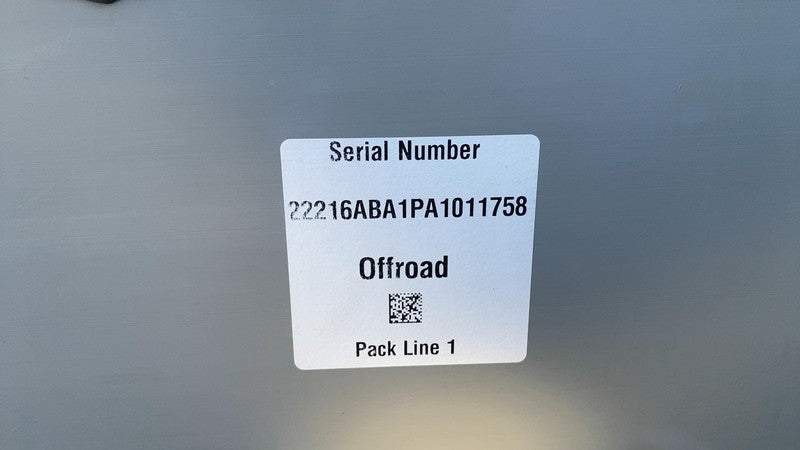 Serial Number
22216ABA1PA1011758
Offroad
Pack Line 1